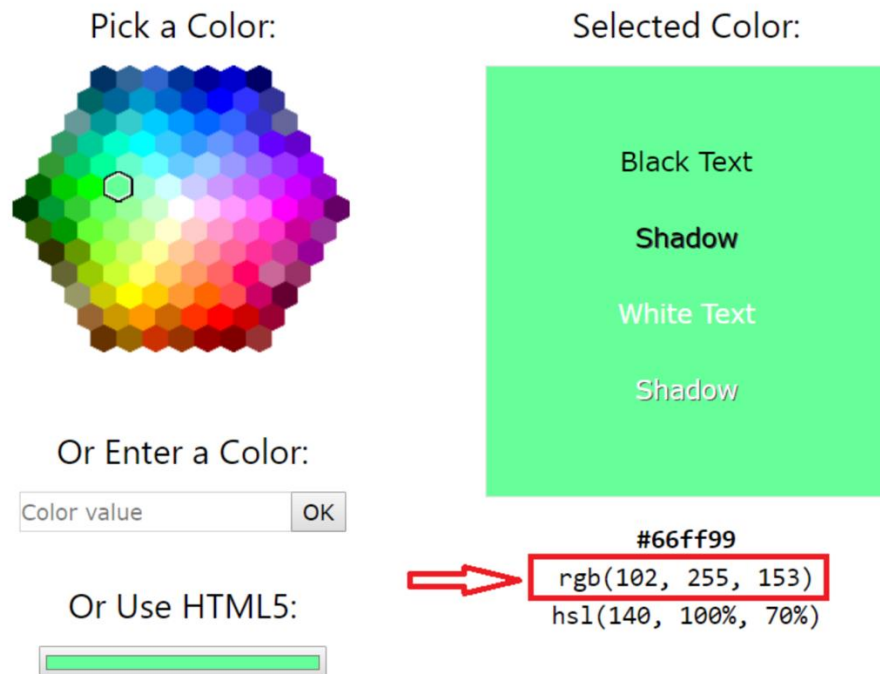 Pick a Color:
Or Enter a Color:
Color value
OK
Or Use HTML5:
Selected Color:
Black Text
Shadow
White Text
Shadow
#66ff99
rgb(102, 255, 153)
hsl(140, 100%, 70%)